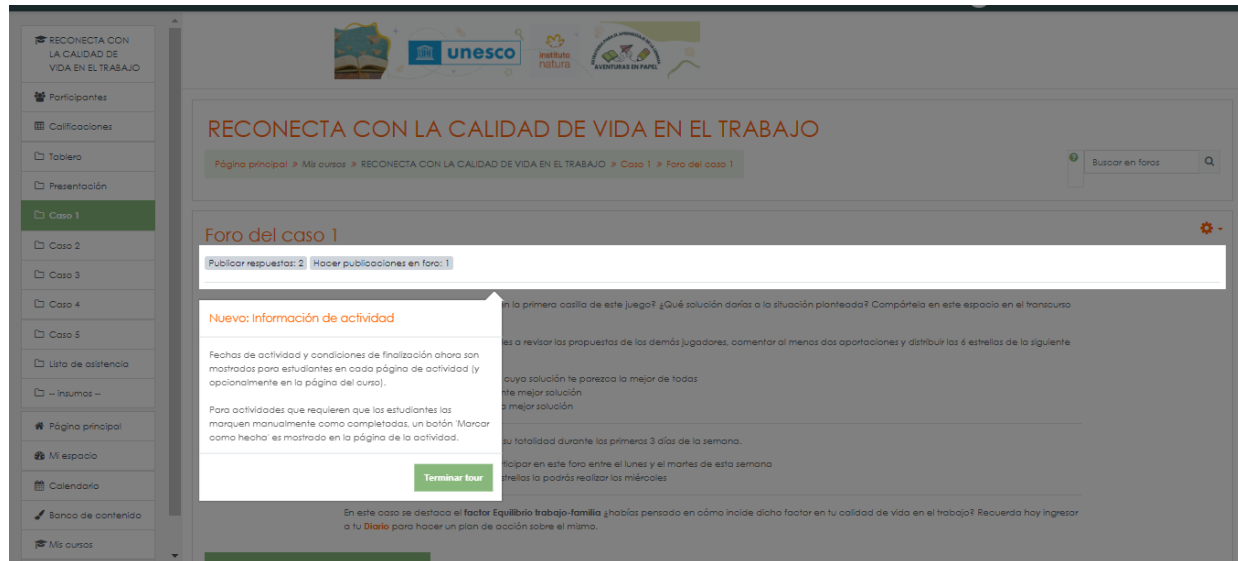 unesco
instituto
natura
AVENTURAS EN PAPEL
RECONECTA CON
LA CALIDAD DE
VIDA EN EL TRABAJO
Participantes
Calificaciones
Tablero
Presentación
Caso 1
Caso 2
Caso 3
Caso 4
Caso 5
Lista de asistencia
-- Insumos --
Página principal
Mi espacio
Calendario
Banco de contenido
Mis cursos
RECONECTA CON LA CALIDAD DE VIDA EN EL TRABAJO
Página principal » Mis cursos » RECONECTA CON LA CALIDAD DE VIDA EN EL TRABAJO » Caso 1 » Foro del caso 1
Buscar en foros
Foro del caso 1
Publicar respuestas: 2 Hacer publicaciones en foro: 1
n la primera casilla de este juego? ¿Qué solución darías a la situación planteada? Compártela en este espacio en el transcurso
les a revisar las propuestas de los demás jugadores, comentar al menos dos aportaciones y distribuir las 6 estrellas de la siguiente
cuya solución te parezca la mejor de todas
nte mejor solución
a mejor solución
su totalidad durante los primeros 3 días de la semana.
ticipar en este foro entre el lunes y el martes de esta semana
strellas la podrás realizar los miércoles
Nuevo: Información de actividad
Fechas de actividad y condiciones de finalización ahora son
mostrados para estudiantes en cada página de actividad (y
opcionalmente en la página del curso).
Para actividades que requieren que los estudiantes las
marquen manualmente como completadas, un botón 'Marcar
como hecha' es mostrado en la página de la actividad.
Terminar tour
En este caso se destaca el factor Equilibrio trabajo-familia ¿habías pensado en cómo incide dicho factor en tu calidad de vida en el trabajo? Recuerda hoy ingresar
a tu Diario para hacer un plan de acción sobre el mismo.